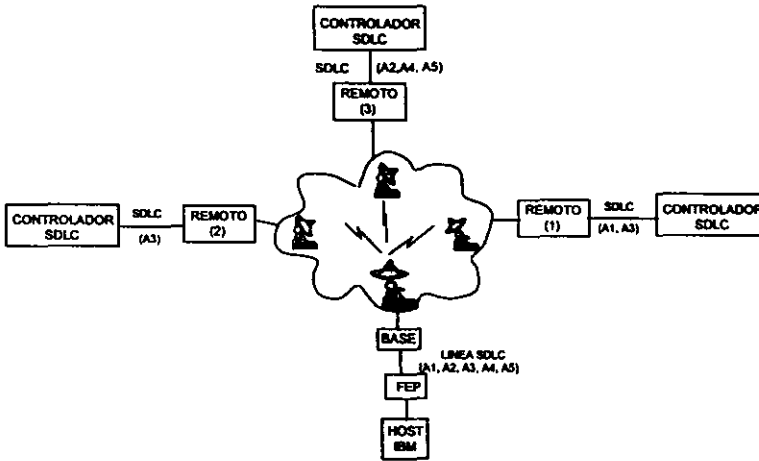 CONTROLADOR
SDLC
SDLC (A2,A4, A5)
REMOTO
(3)
CONTROLADOR
SDLC
SDLC
(A3)
REMOTO
(2)
REMOTO
(1)
SDLC
(A1, A3)
CONTROLADOR
SDLC
BASE
LINEA SDLC
(A1, A2, A3, A4, A5)
FEP
HOST
IBM